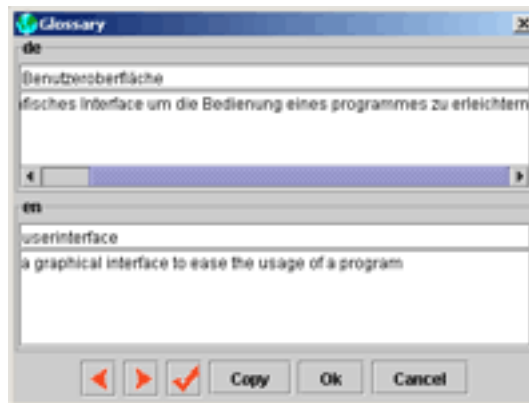 Glossary
de
Benutzeroberfläche
fisches Interface um die Bedienung eines programmes zu erleichtern
en
userinterface
a graphical interface to ease the usage of a program
Copy Ok Cancel